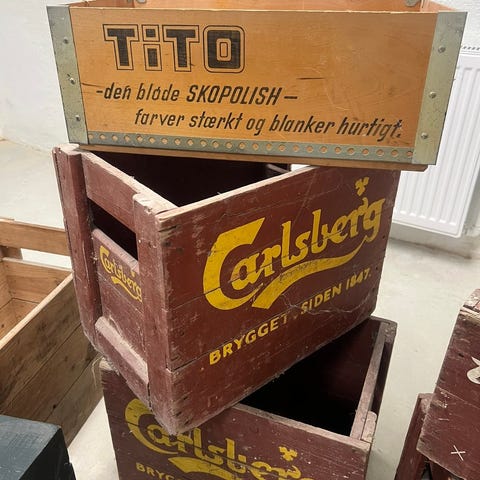 TiTO
-den bløde SKOPOLISH-
farver stærkt og blanker hurtigt.
Carlsberg
Carlsberg
BRYGGET. SIDEN 1847.
Carlsberg